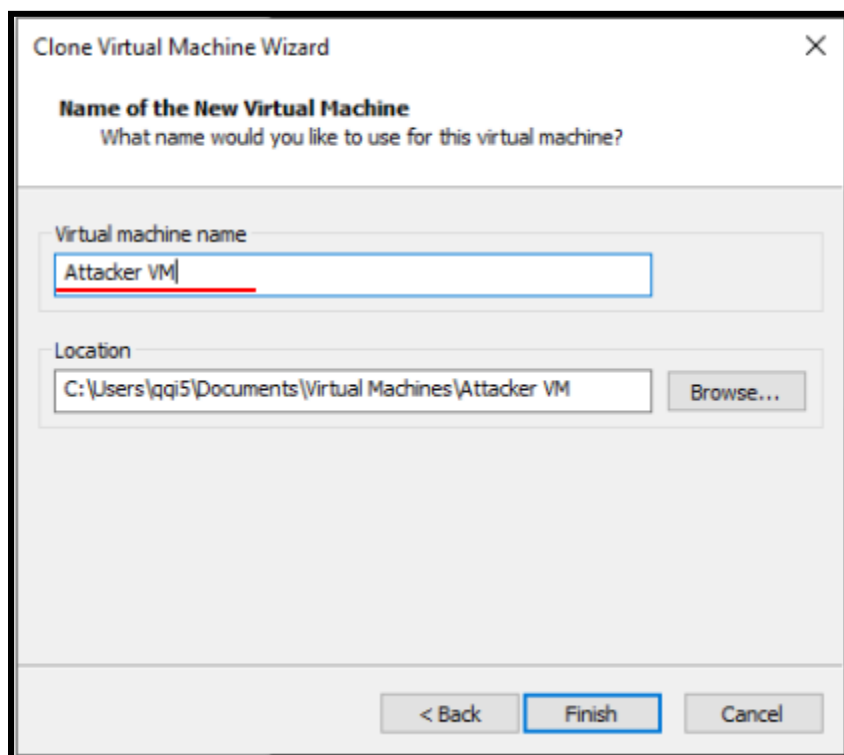 Clone Virtual Machine Wizard
Name of the New Virtual Machine
What name would you like to use for this virtual machine?
Virtual machine name
Attacker VM
Location
C:\Users\qqi5\Documents\Virtual Machines\Attacker VM
Browse...
< Back
Finish
Cancel